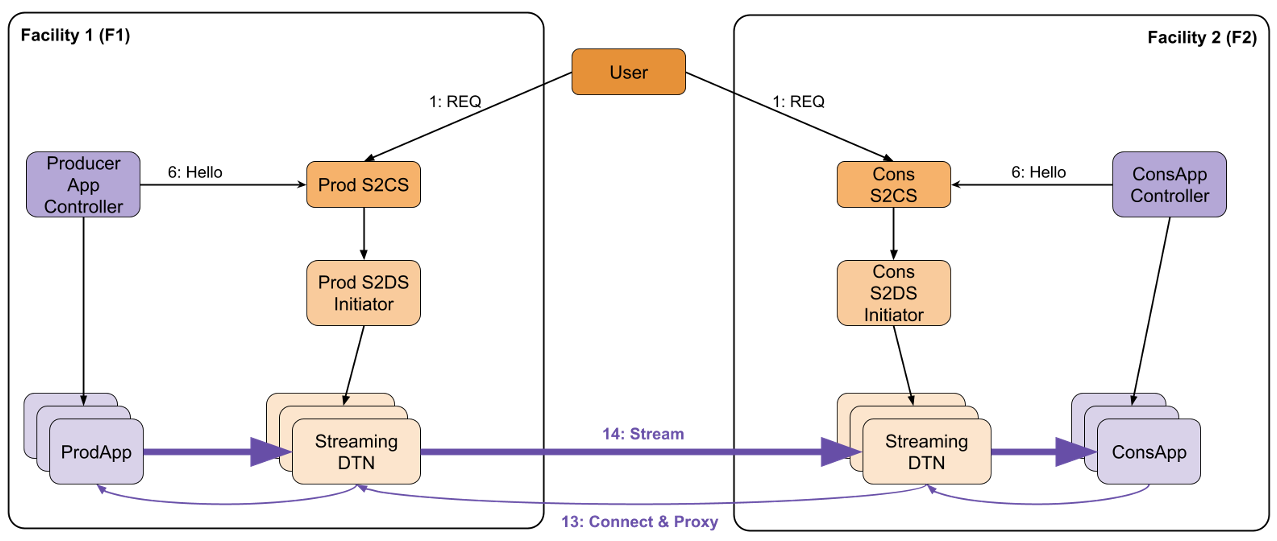 Facility 1 (F1)
Facility 2 (F2)
User
1: REQ
1: REQ
Producer
App
Controller
6: Hello
Prod S2CS
Cons
S2CS
6: Hello
ConsApp
Controller
Prod S2DS
Initiator
Cons
S2DS
Initiator
ProdApp
Streaming
DTN
14: Stream
Streaming
DTN
ConsApp
13: Connect & Proxy